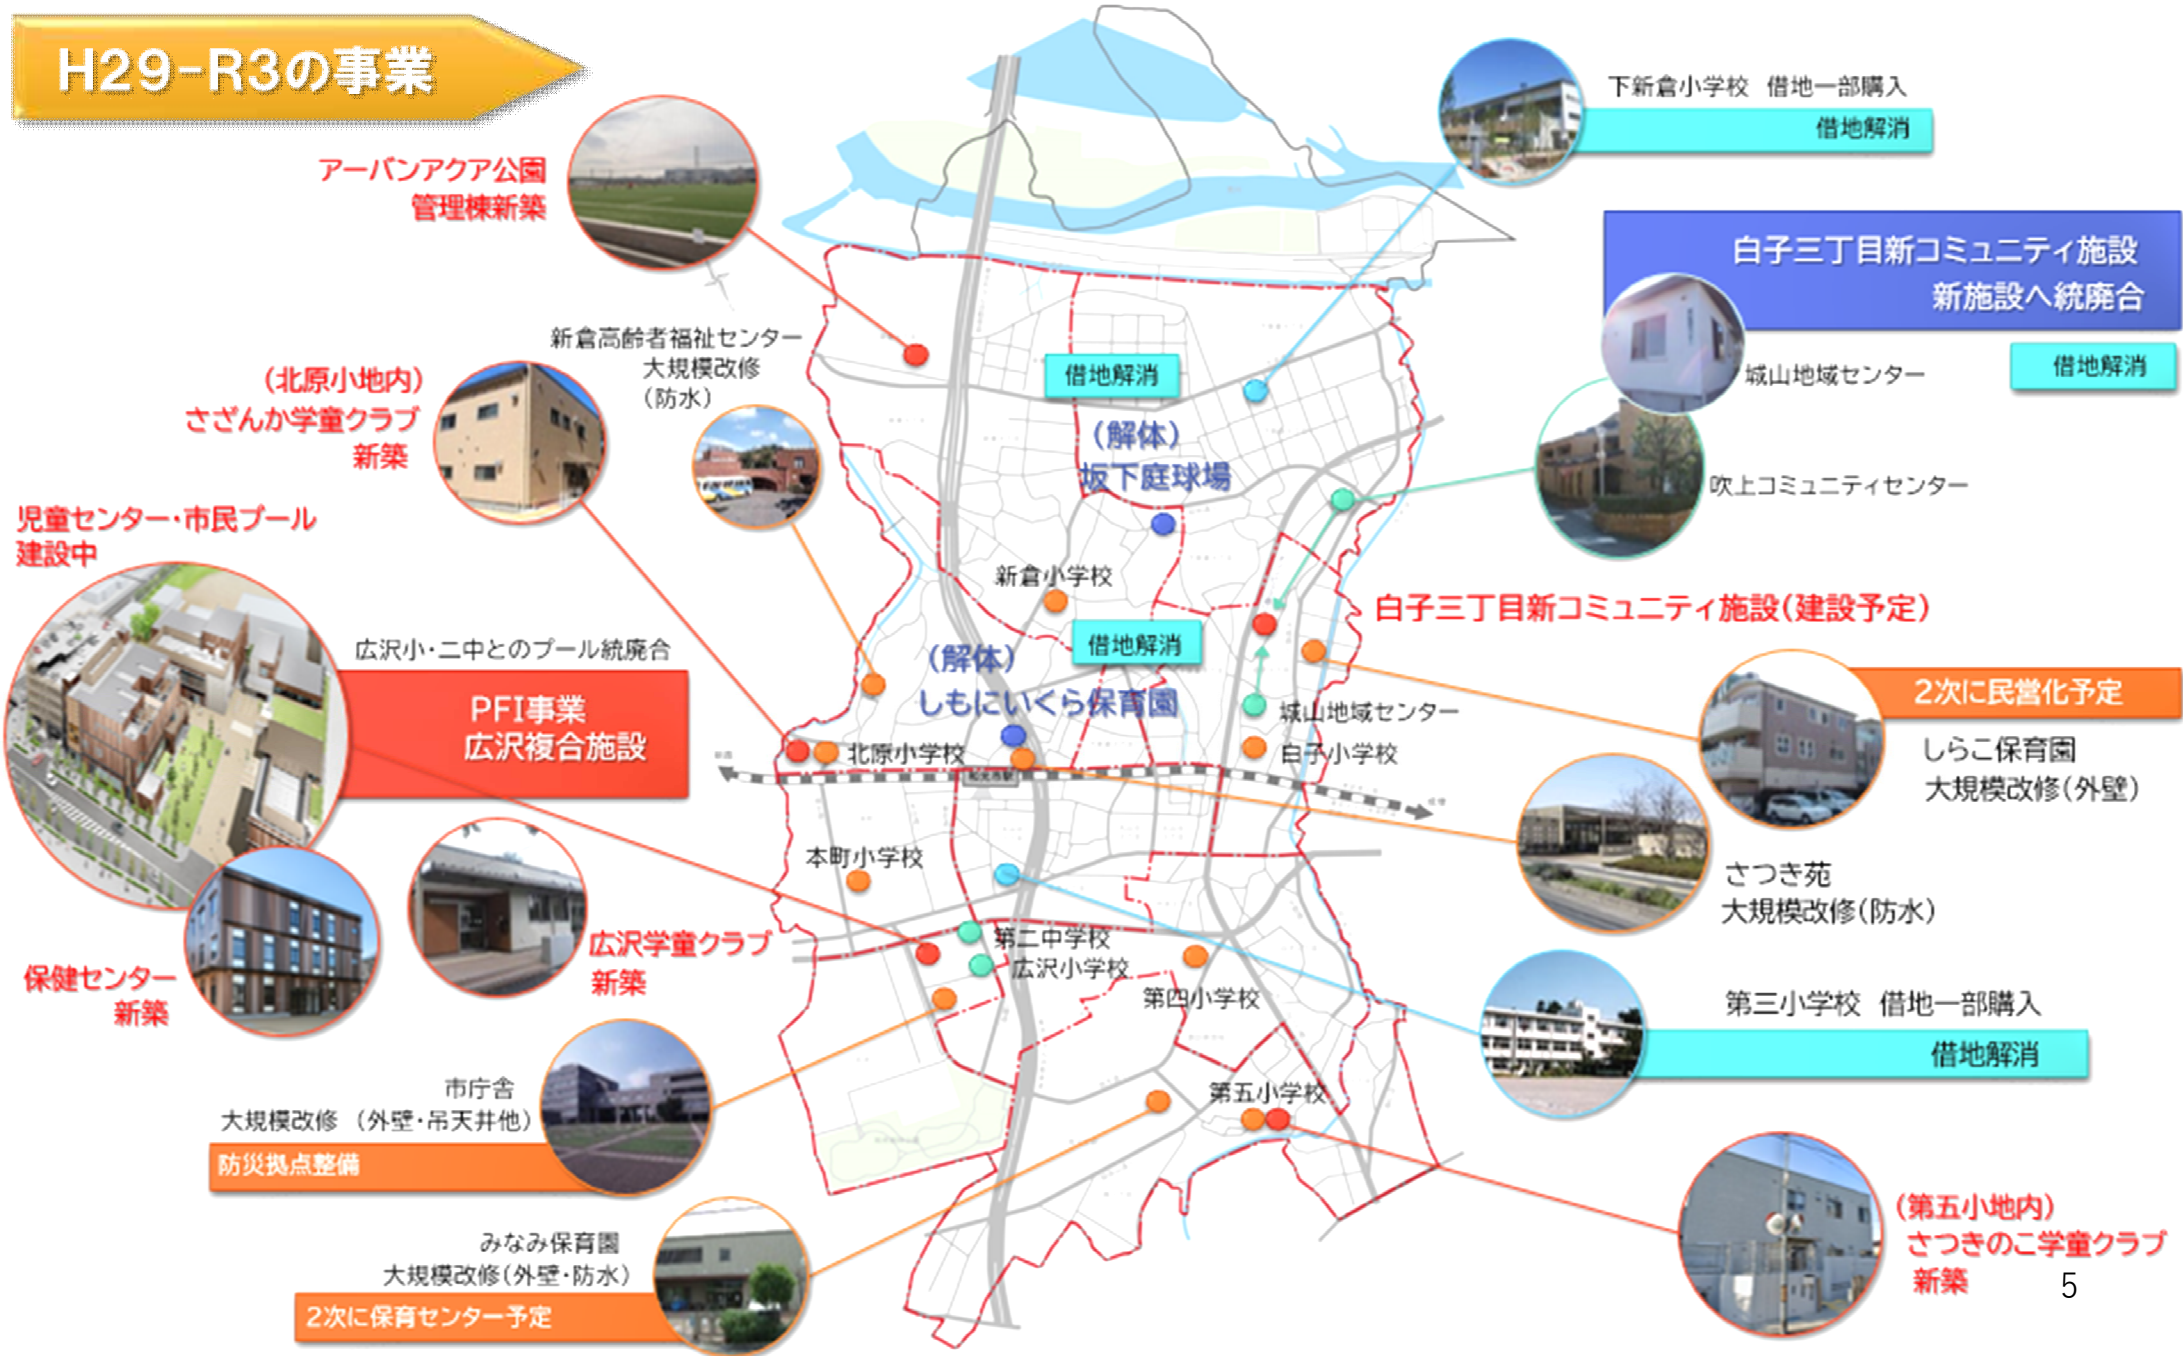 H29-R3の事業
アーバンアクア公園
管理棟新築
下新倉小学校 借地一部購入
借地解消
白子三丁目新コミュニティ施設
新施設へ統廃合
借地解消
城山地域センター
吹上コミュニティセンター
新倉高齢者福祉センター
大規模改修
(防水)
(北原小地内)
さざんか学童クラブ
新築
借地解消
(解体)
坂下庭球場
児童センター・市民プール
建設中
新倉小学校
白子三丁目新コミュニティ施設(建設予定)
広沢小・二中とのプール統廃合
PFI事業
広沢複合施設
借地解消
(解体)
しもにいくら保育園
2次に民営化予定
しらこ保育園
大規模改修(外壁)
城山地域センター
白子小学校
北原小学校
和光市駅
本町小学校
さつき苑
大規模改修(防水)
広沢学童クラブ
新築
第二中学校
広沢小学校
保健センター
新築
第四小学校
第三小学校 借地一部購入
借地解消
市庁舎
大規模改修 (外壁・吊天井他)
防災拠点整備
第五小学校
みなみ保育園
大規模改修(外壁・防水)
2次に保育センター予定
(第五小地内)
さつきのこ学童クラブ
新築
5